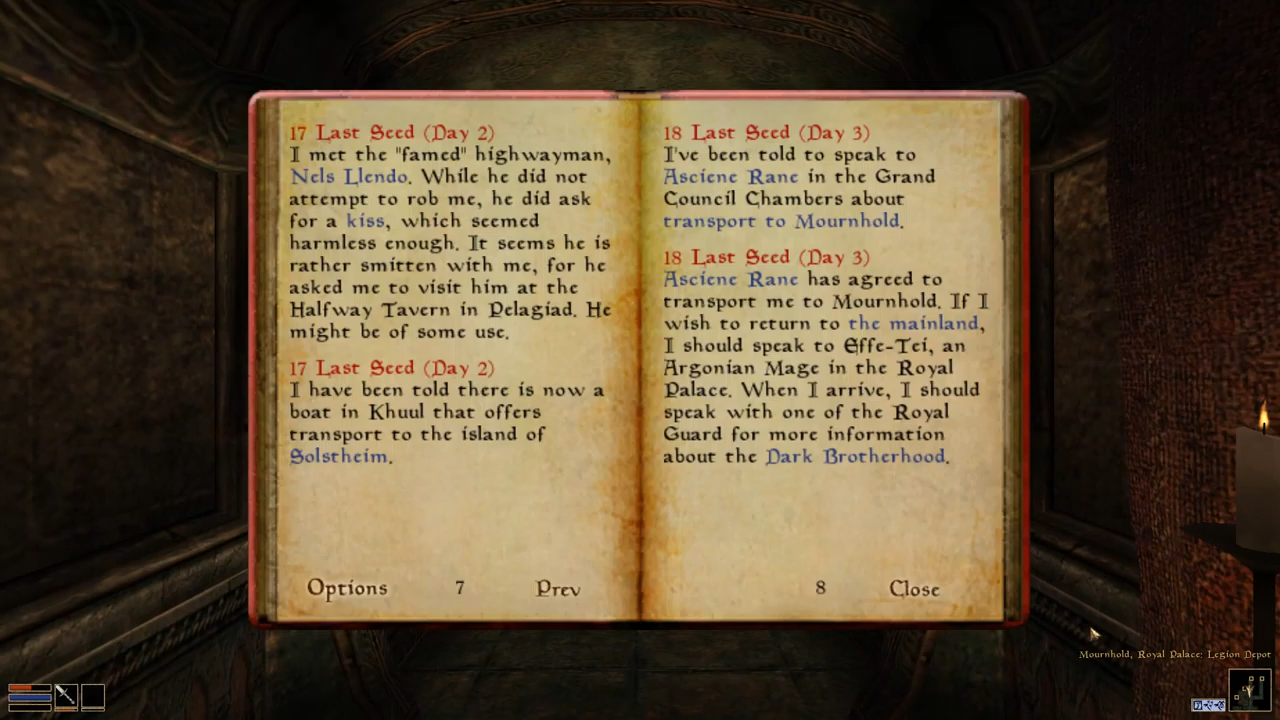 17 Last Seed (Day 2)
I met the "famed" highwayman,
Nels Llendo. While he did not
attempt to rob me, he did ask
for a kiss, which seemed
harmless enough. It seems he is
rather smitten with me, for he
asked me to visit him at the
Halfway Tavern in Pelagiad. He
might be of some use.
17 Last Seed (Day 2)
I have been told there is now a
boat in Khuul that offers
transport to the island of
Solstheim.
Options
7
Prev
18 Last Seed (Day 3)
I've been told to speak to
Asciene Rane in the Grand
Council Chambers about
transport to Mournhold.
18 Last Seed (Day 3)
Asciene Rane has agreed to
transport me to Mournhold. If I
wish to return to the mainland,
I should speak to Effe-Tei, an
Argonian Mage in the Royal
Palace. When I arrive, I should
speak with one of the Royal
Guard for more information
about the Dark Brotherhood.
8
Close
Mournhold, Royal Palace: Legion Depot